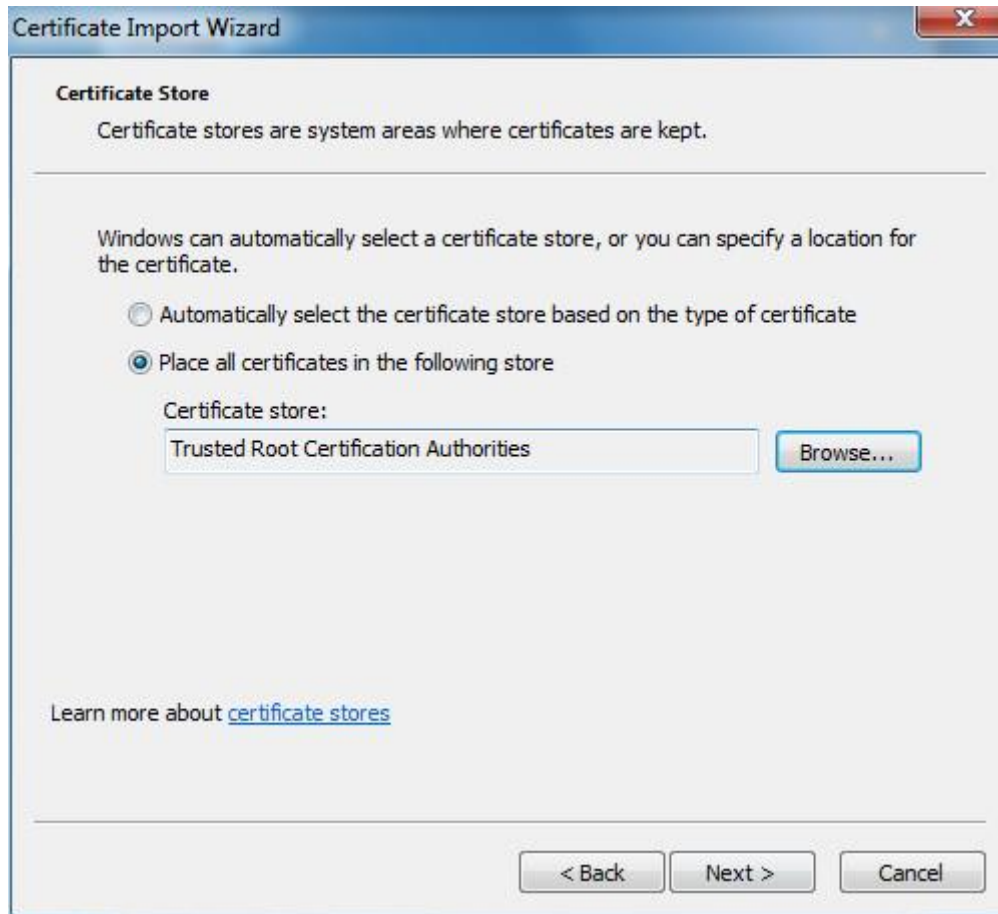 Certificate Import Wizard
Certificate Store
Certificate stores are system areas where certificates are kept.
Windows can automatically select a certificate store, or you can specify a location for
the certificate.
Automatically select the certificate store based on the type of certificate
Place all certificates in the following store
Certificate store:
Trusted Root Certification Authorities
Browse...
Learn more about certificate stores
< Back Next > Cancel